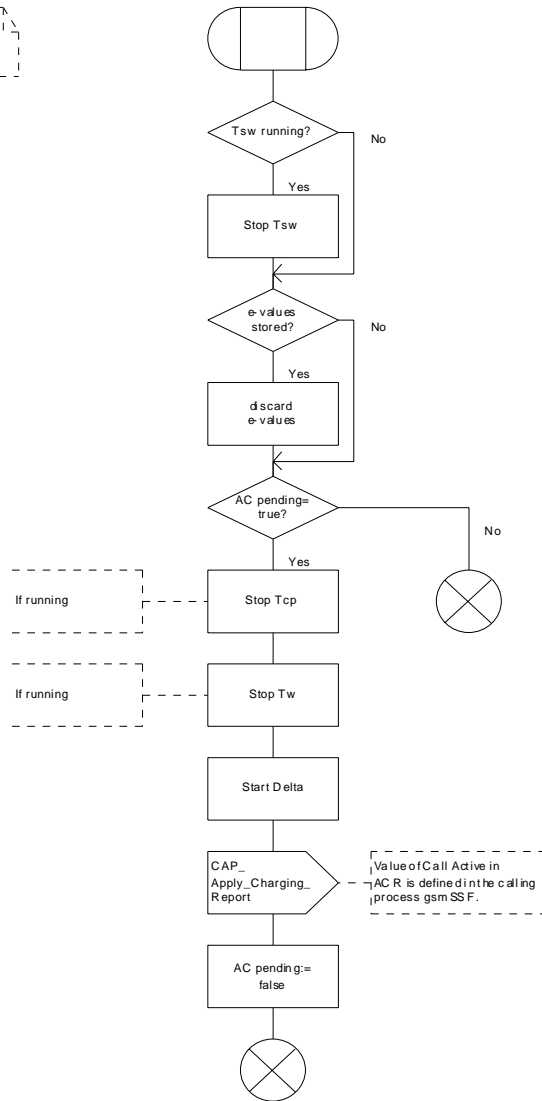 Tsw running?
No
Yes
Stop Tsw
e-values
stored?
No
Yes
discard
e-values
AC pending=
true?
No
Yes
If running
Stop Tcp
If running
Stop Tw
Start Delta
CAP_
Apply_Charging_
Report
Value of Call Active in
ACR is defined in the calling
process gsmSSF.
AC pending:=
false